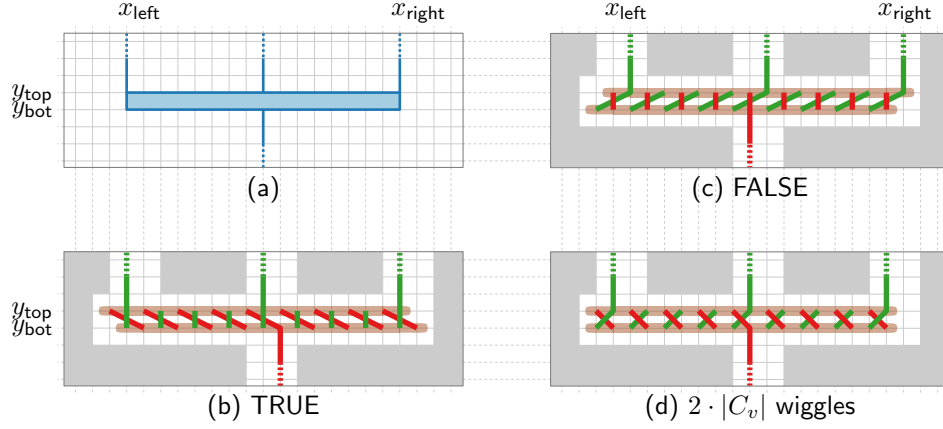 x_left x_right x_left x_right
y_top
y_bot
(a) (c) FALSE
y_top
y_bot
(b) TRUE (d) 2 · |C_v| wiggles